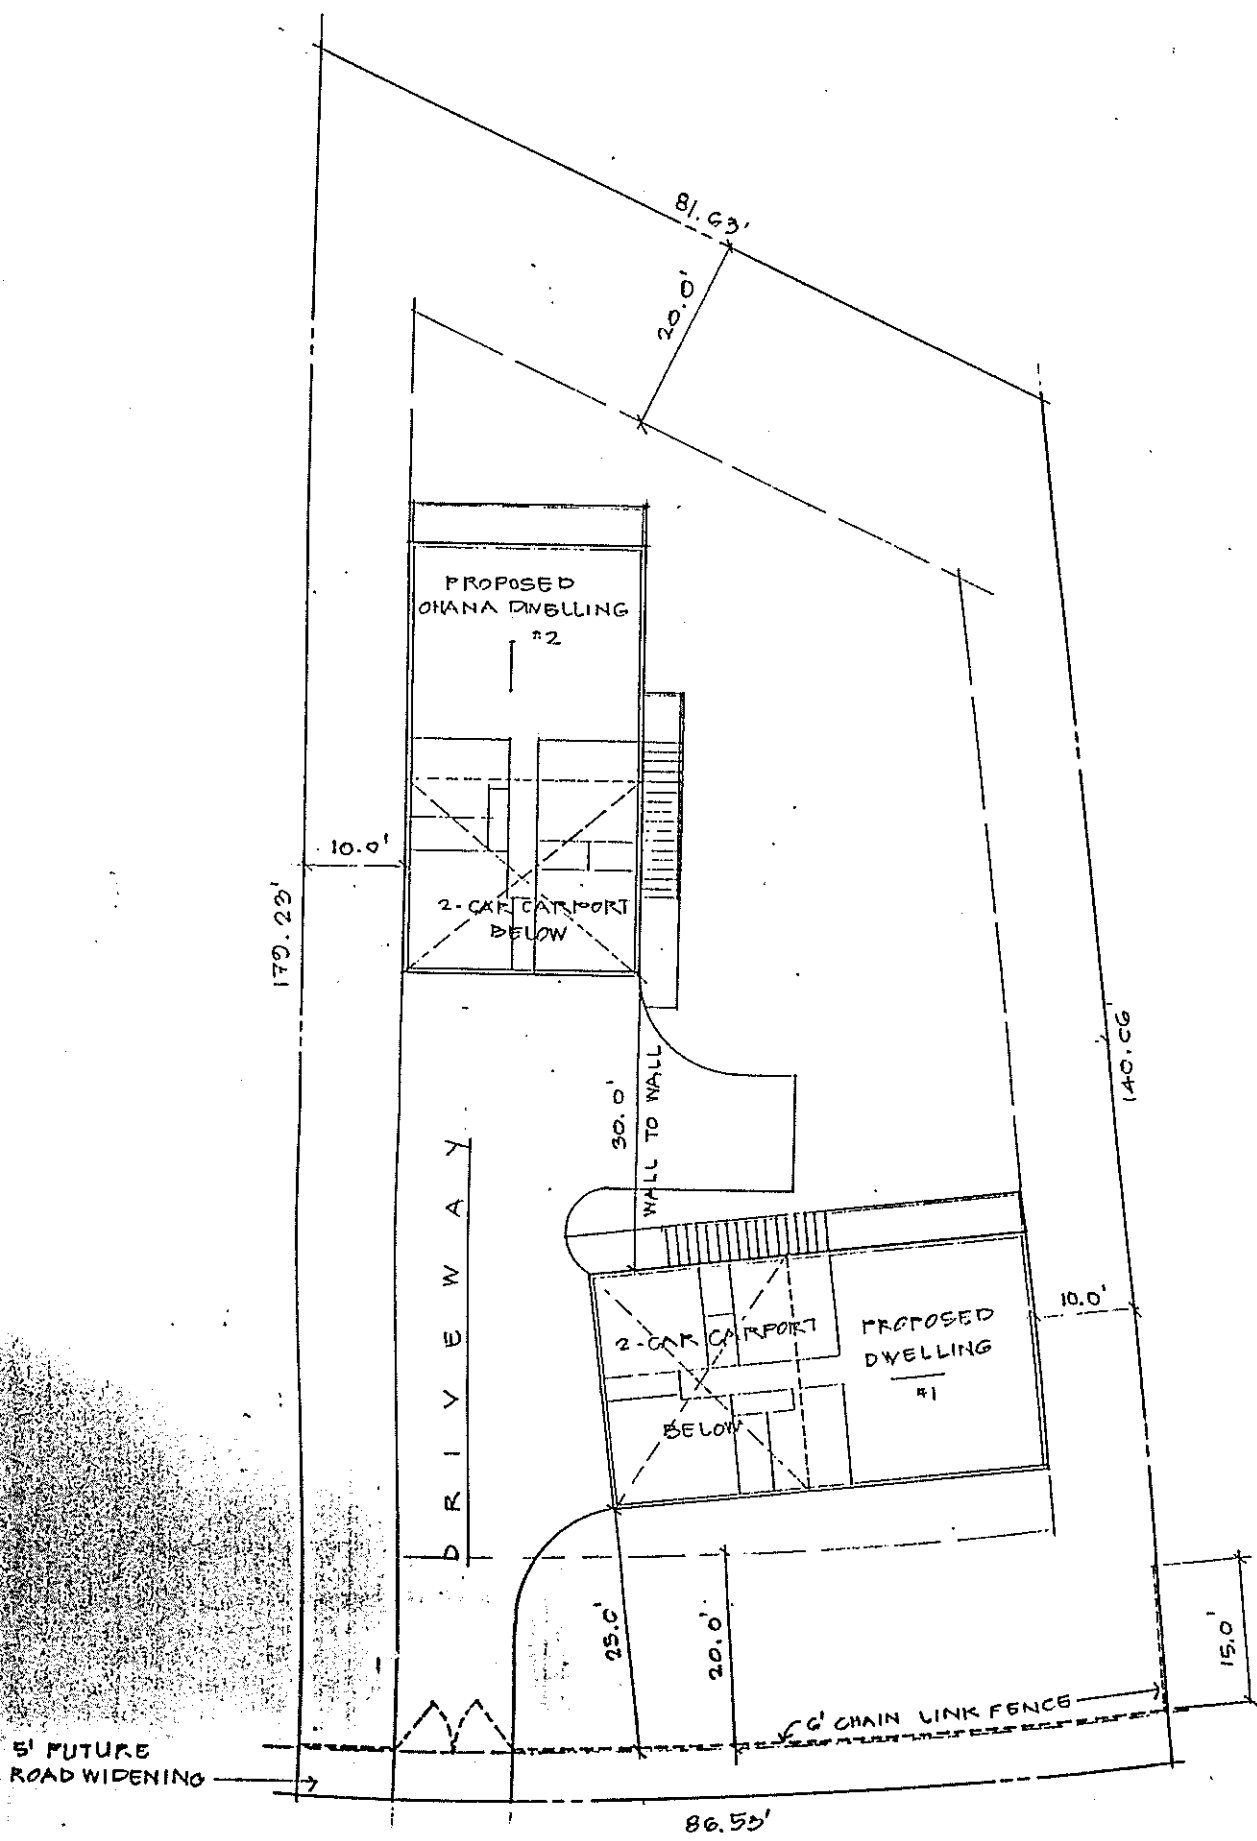 81.63'
20.0'
PROPOSED
OHANA DWELLING
#2
10.0'
179.23'
2-CAR CARPORT
BELOW
30.0'
WALL TO WALL
140.66'
DRIVEWAY
2-CAR CARPORT
BELOW
PROPOSED
DWELLING
#1
10.0'
25.0'
20.0'
15.0'
6' CHAIN LINK FENCE
5' FUTURE
ROAD WIDENING
86.53'